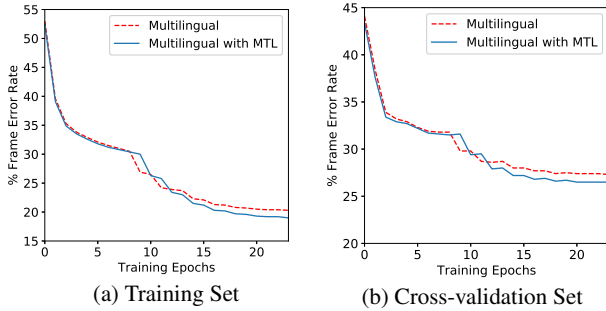 Multilingual
Multilingual with MTL
% Frame Error Rate
55
50
45
40
35
30
25
20
15
0
5
10
15
20
Training Epochs
(a) Training Set
Multilingual
Multilingual with MTL
% Frame Error Rate
45
40
35
30
25
20
0
5
10
15
20
Training Epochs
(b) Cross-validation Set